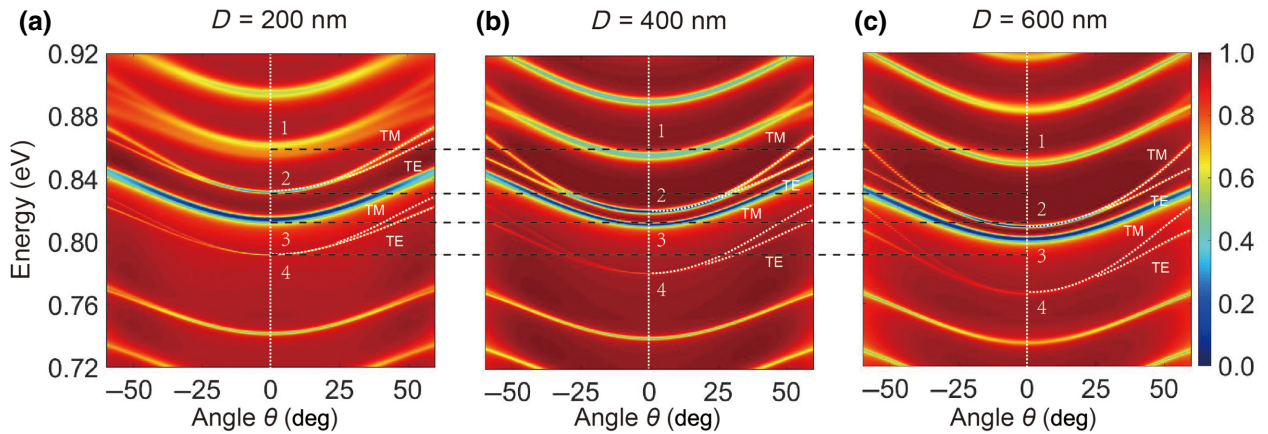 (a) D = 200 nm
(b) D = 400 nm
(c) D = 600 nm
Energy (eV)
0.92
0.88
0.84
0.80
0.76
0.72
1
2
3
4
TM
TE
TM
TE
–50 –25 0 25 50
Angle θ (deg)
1
2
3
4
TM
TE
TM
TE
–50 –25 0 25 50
Angle θ (deg)
1
2
3
4
TM
TE
TM
TE
–50 –25 0 25 50
Angle θ (deg)
1.0
0.8
0.6
0.4
0.2
0.0